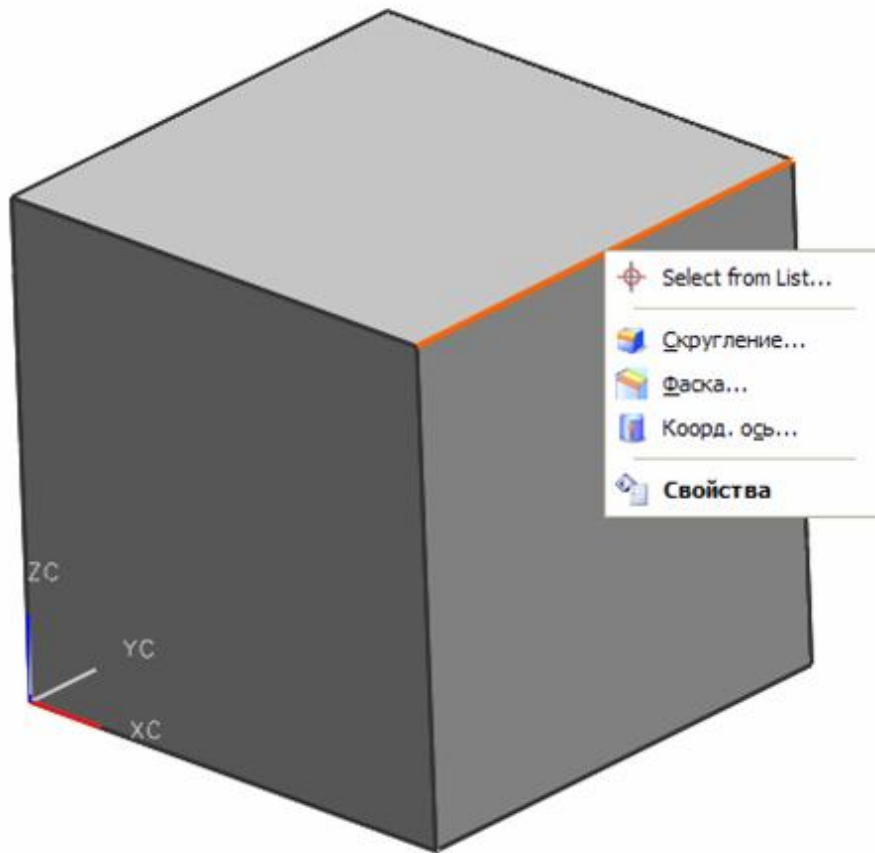 Select from List...
Скругление...
Фаска...
Коорд. ось...
Свойства
ZC
YC
XC